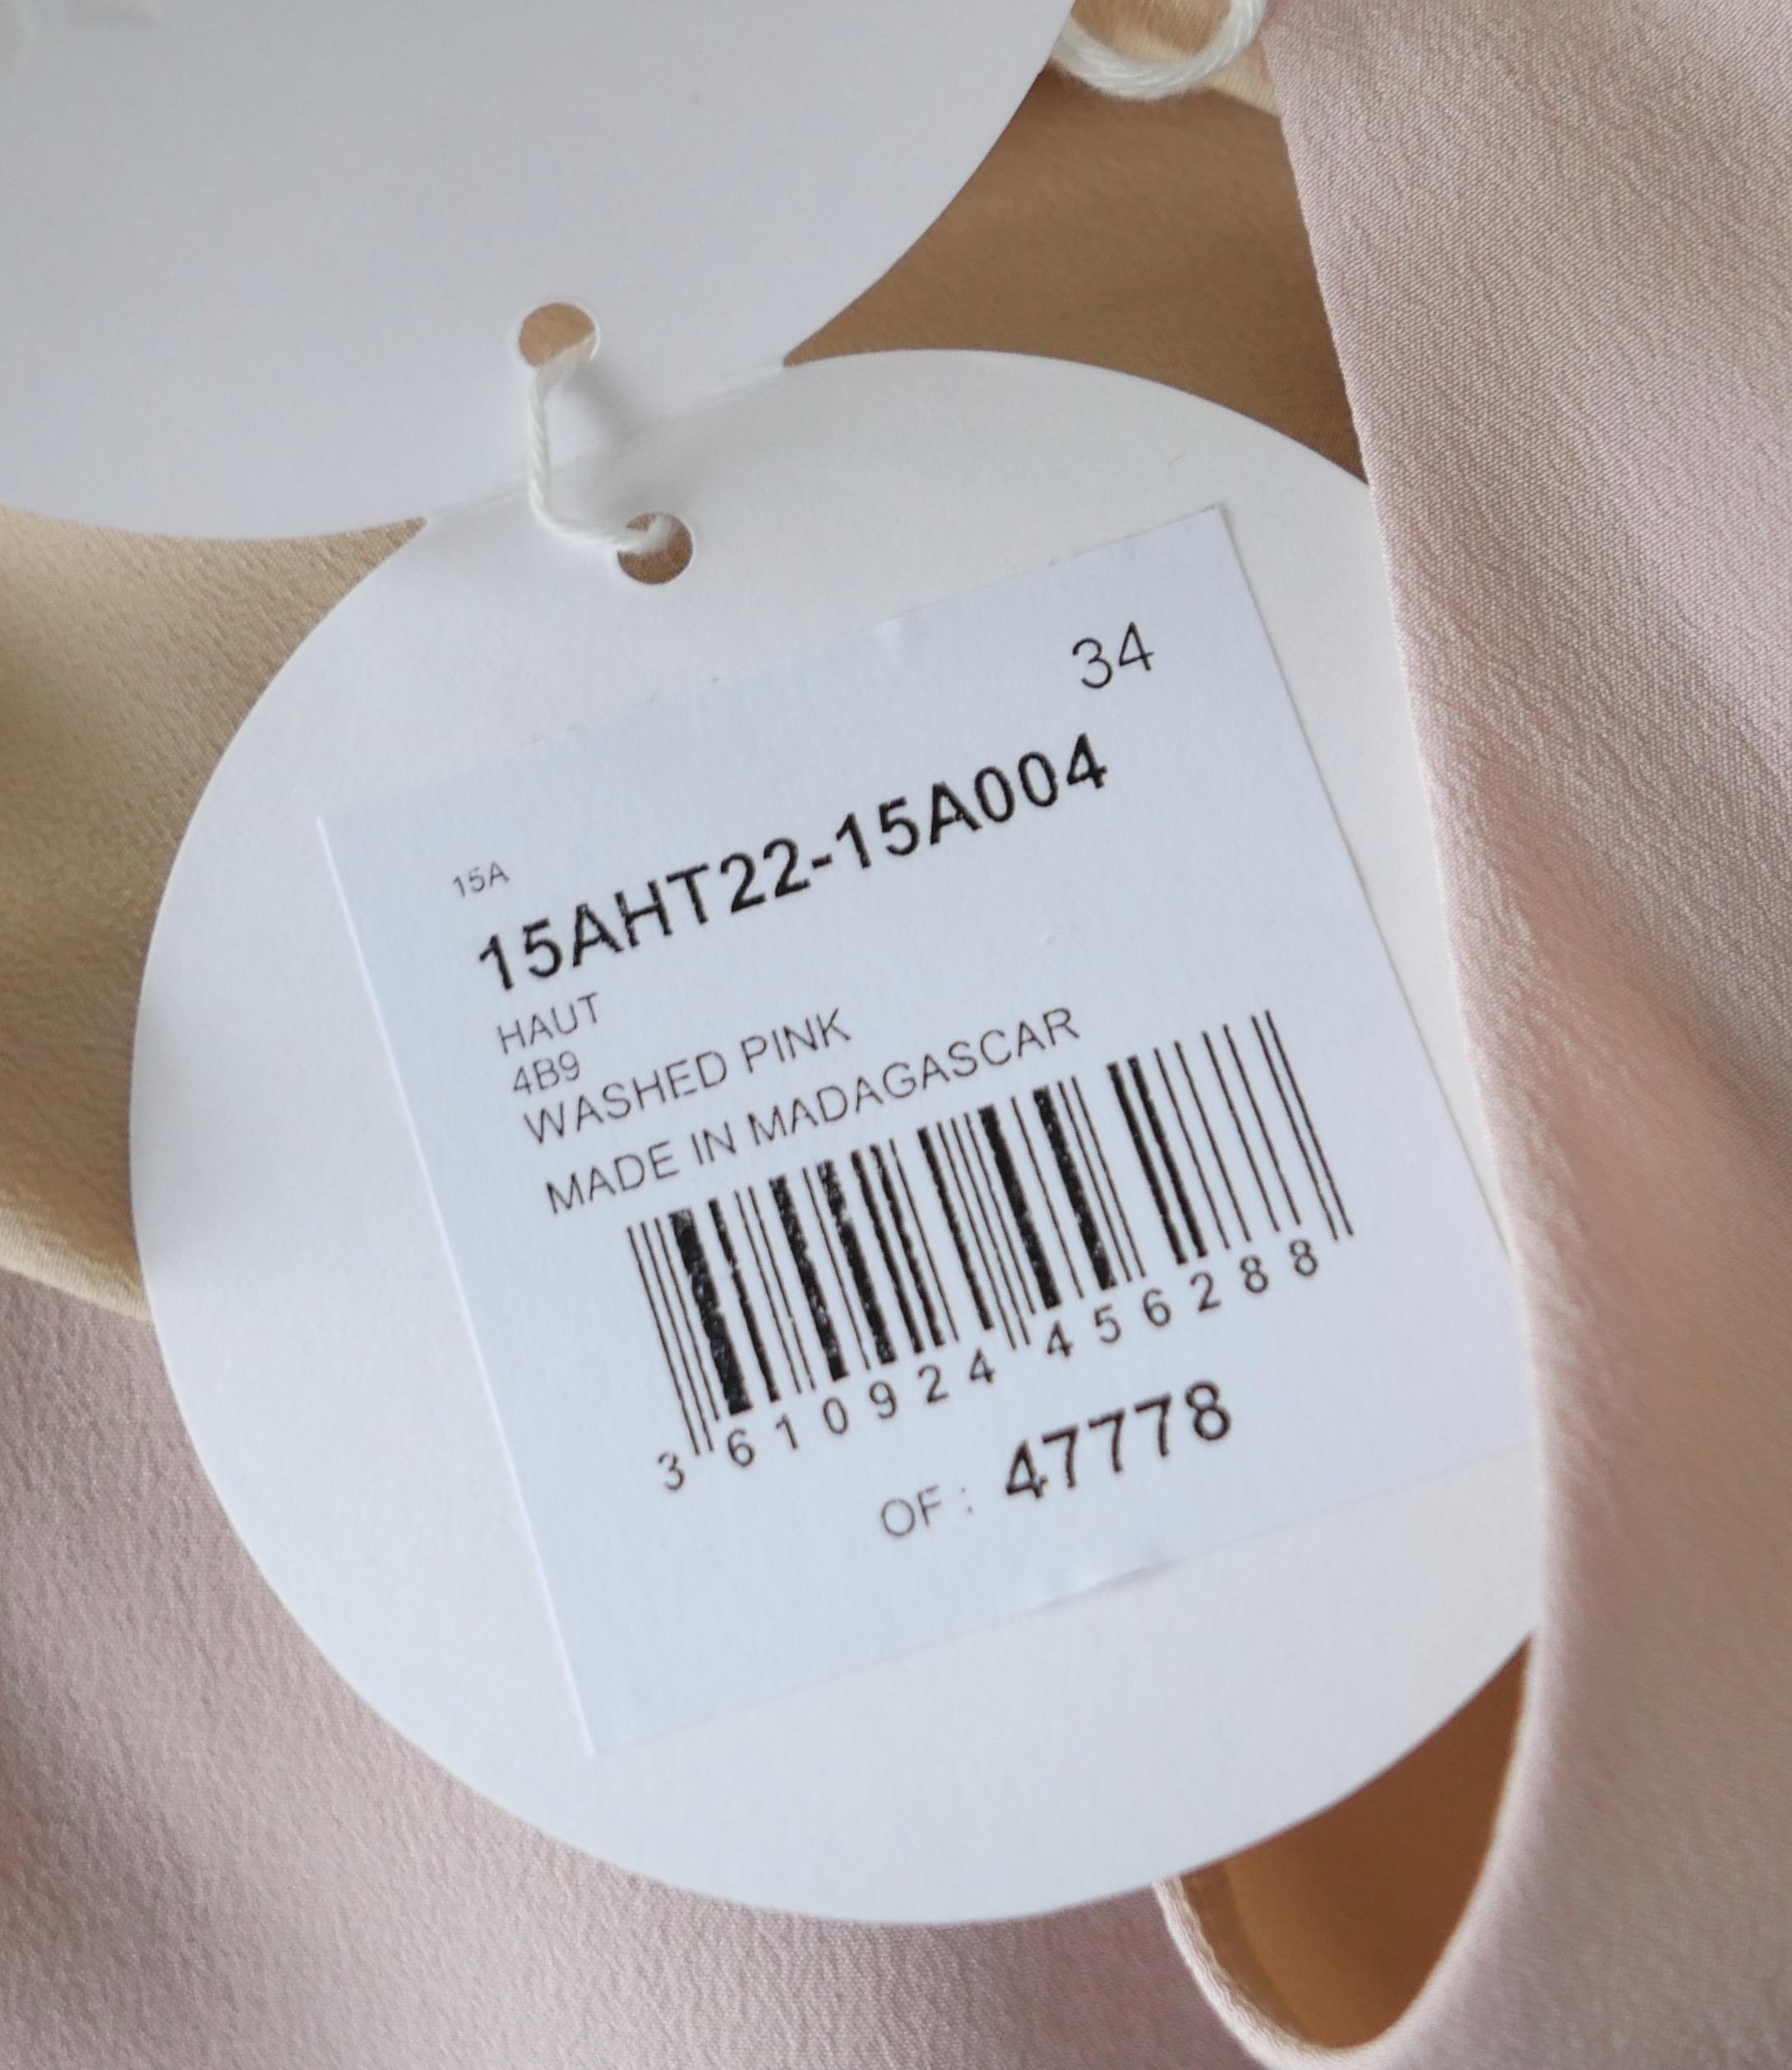 34
15A
15AHT22-15A004
HAUT
4B9
WASHED PINK
MADE IN MADAGASCAR
3 610924 456288
OF : 47778